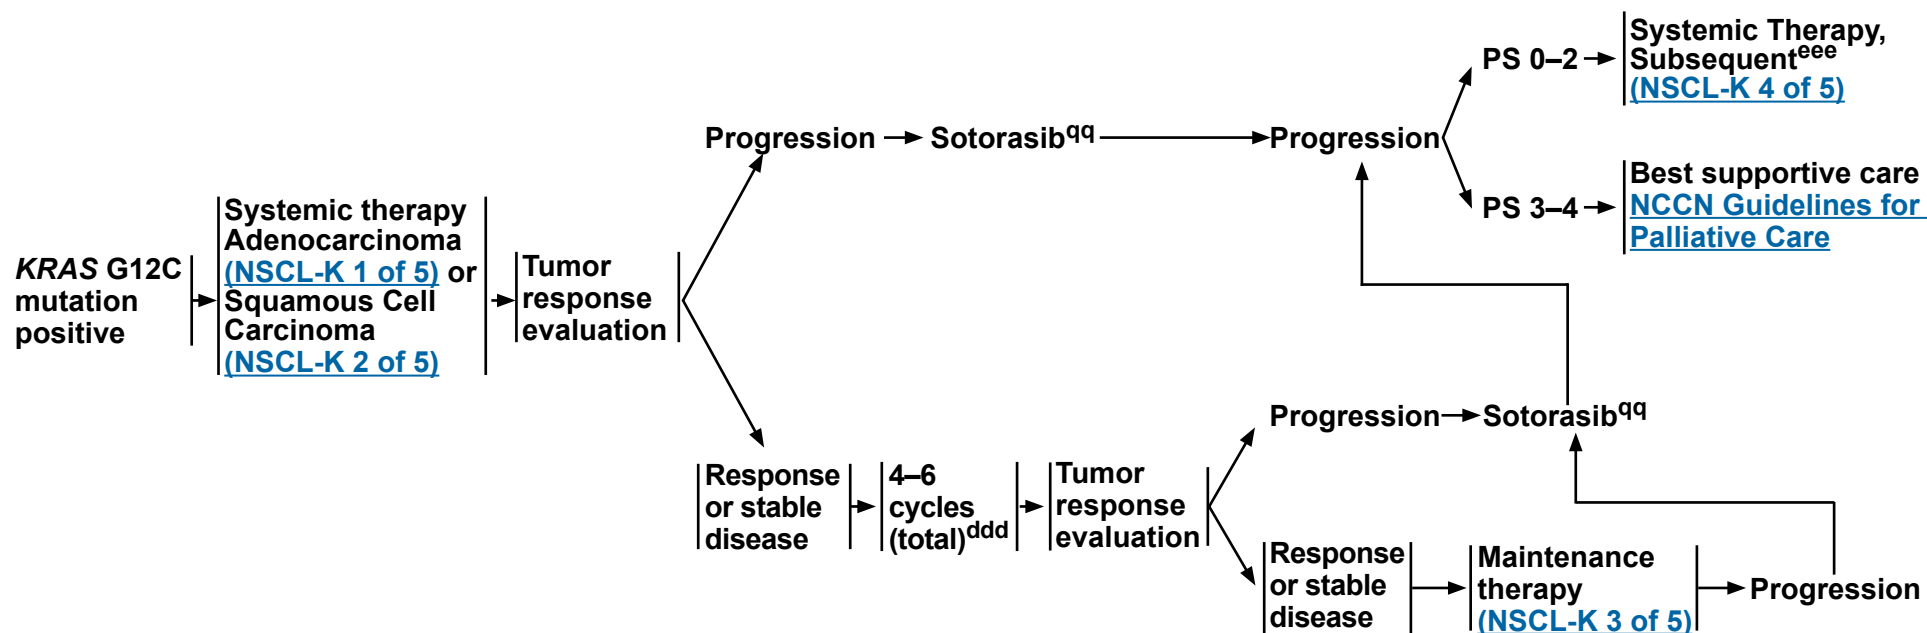 KRAS G12C
mutation
positive
Systemic therapy
Adenocarcinoma
(NSCL-K 1 of 5) or
Squamous Cell
Carcinoma
(NSCL-K 2 of 5)
Tumor
response
evaluation
Progression
Sotorasibqq
Progression
PS 0–2
Systemic Therapy,
Subsequenteee
(NSCL-K 4 of 5)
PS 3–4
Best supportive care
NCCN Guidelines for
Palliative Care
Response
or stable
disease
4–6
cycles
(total)ddd
Tumor
response
evaluation
Progression
Sotorasibqq
Response
or stable
disease
Maintenance
therapy
(NSCL-K 3 of 5)
Progression